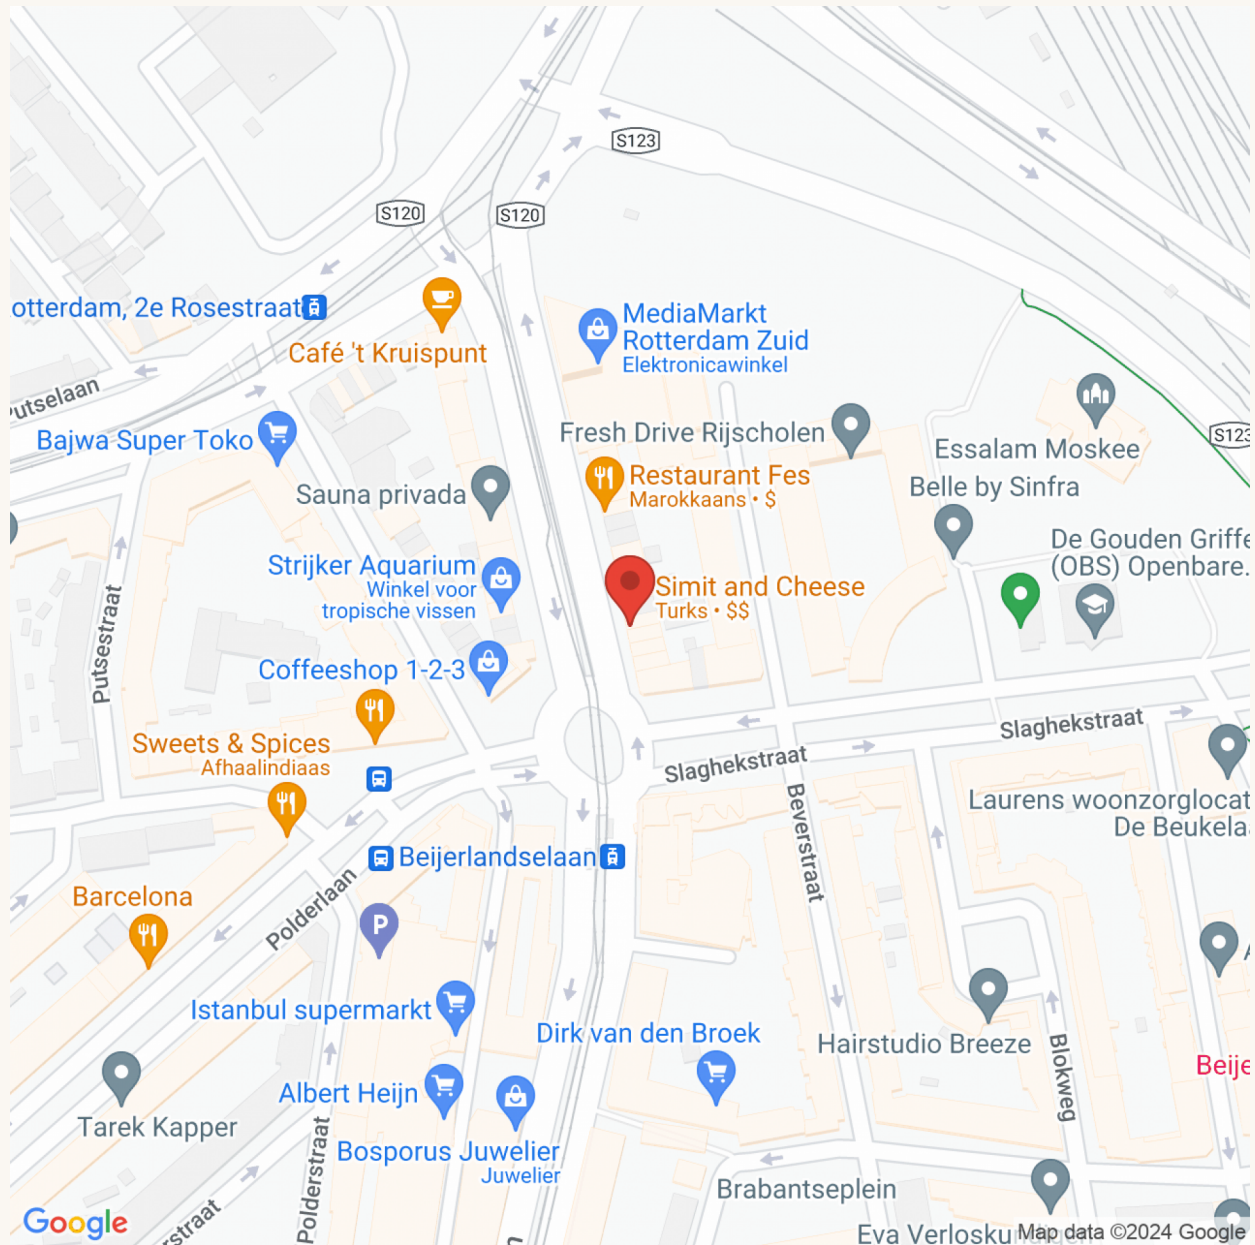 S123
S120
S120
otterdam, 2e Rosestraat
MediaMarkt
Rotterdam Zuid
Elektronicawinkel
Café 't Kruispunt
Putselaan
Bajwa Super Toko
Fresh Drive Rijscholen
S123
Essalam Moskee
Restaurant Fes
Marokkaans • $
Sauna privada
Belle by Sinfra
De Gouden Griffe
(OBS) Openbare.
Strijker Aquarium
Winkel voor
tropische vissen
Simit and Cheese
Turks • $$
Putsestraat
Coffeeshop 1-2-3
Sweets & Spices
Afhaalindiaas
Slaghekstraat
Slaghekstraat
Laurens woonzorglocat
De Beukela
Beverstraat
Beijerlandselaan
Barcelona
Polderlaan
P
Istanbul supermarkt
Dirk van den Broek
Hairstudio Breeze
Blokweg
Beije
Albert Heijn
Tarek Kapper
Bosporus Juwelier
Juwelier
Polderstraat
Brabantseplein
rstraat
Google
Eva Verlosku
Map data ©2024 Google